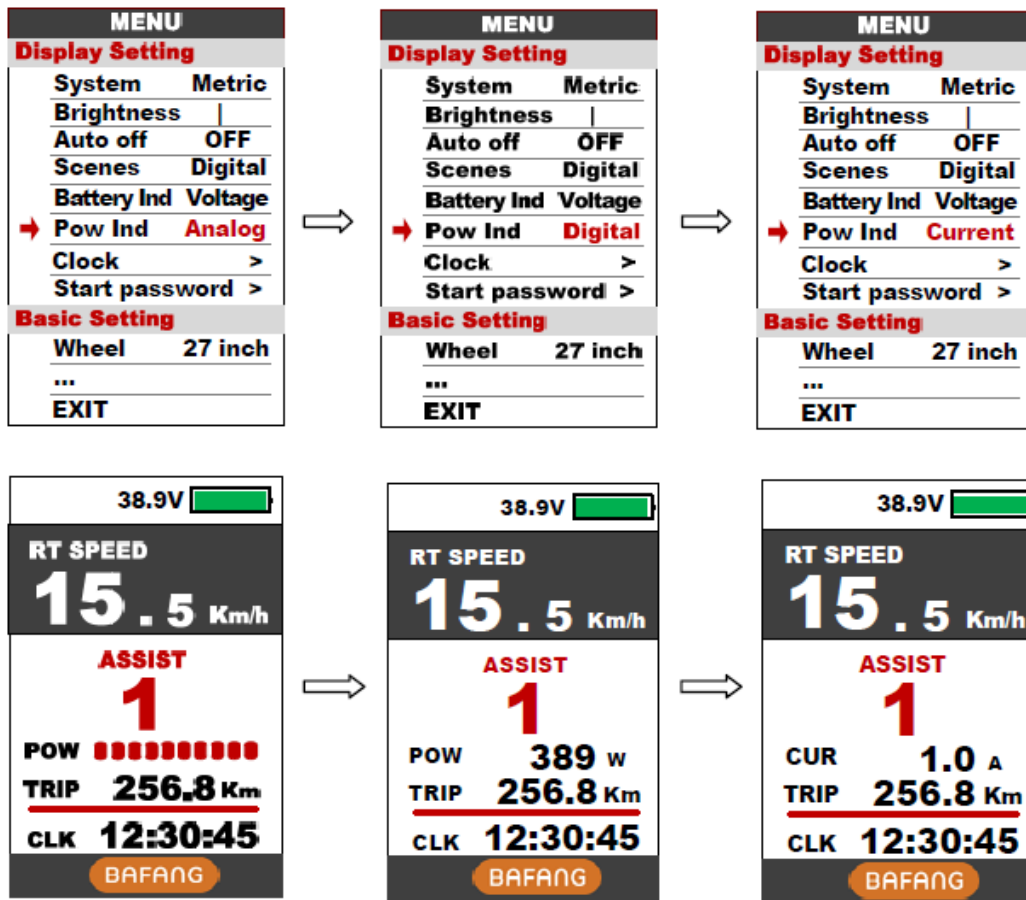 MENU
Display Setting
System Metric
Brightness |
Auto off OFF
Scenes Digital
Battery Ind Voltage
Pow Ind Analog
Clock >
Start password >
Basic Setting
Wheel 27 inch
...
EXIT
MENU
Display Setting
System Metric
Brightness |
Auto off OFF
Scenes Digital
Battery Ind Voltage
Pow Ind Digital
Clock >
Start password >
Basic Setting
Wheel 27 inch
...
EXIT
MENU
Display Setting
System Metric
Brightness |
Auto off OFF
Scenes Digital
Battery Ind Voltage
Pow Ind Current
Clock >
Start password >
Basic Setting
Wheel 27 inch
...
EXIT
38.9V
RT SPEED
15.5 Km/h
ASSIST
1
POW
TRIP 256.8 Km
CLK 12:30:45
BAFANG
38.9V
RT SPEED
15.5 Km/h
ASSIST
1
POW 389 W
TRIP 256.8 Km
CLK 12:30:45
BAFANG
38.9V
RT SPEED
15.5 Km/h
ASSIST
1
CUR 1.0 A
TRIP 256.8 Km
CLK 12:30:45
BAFANG